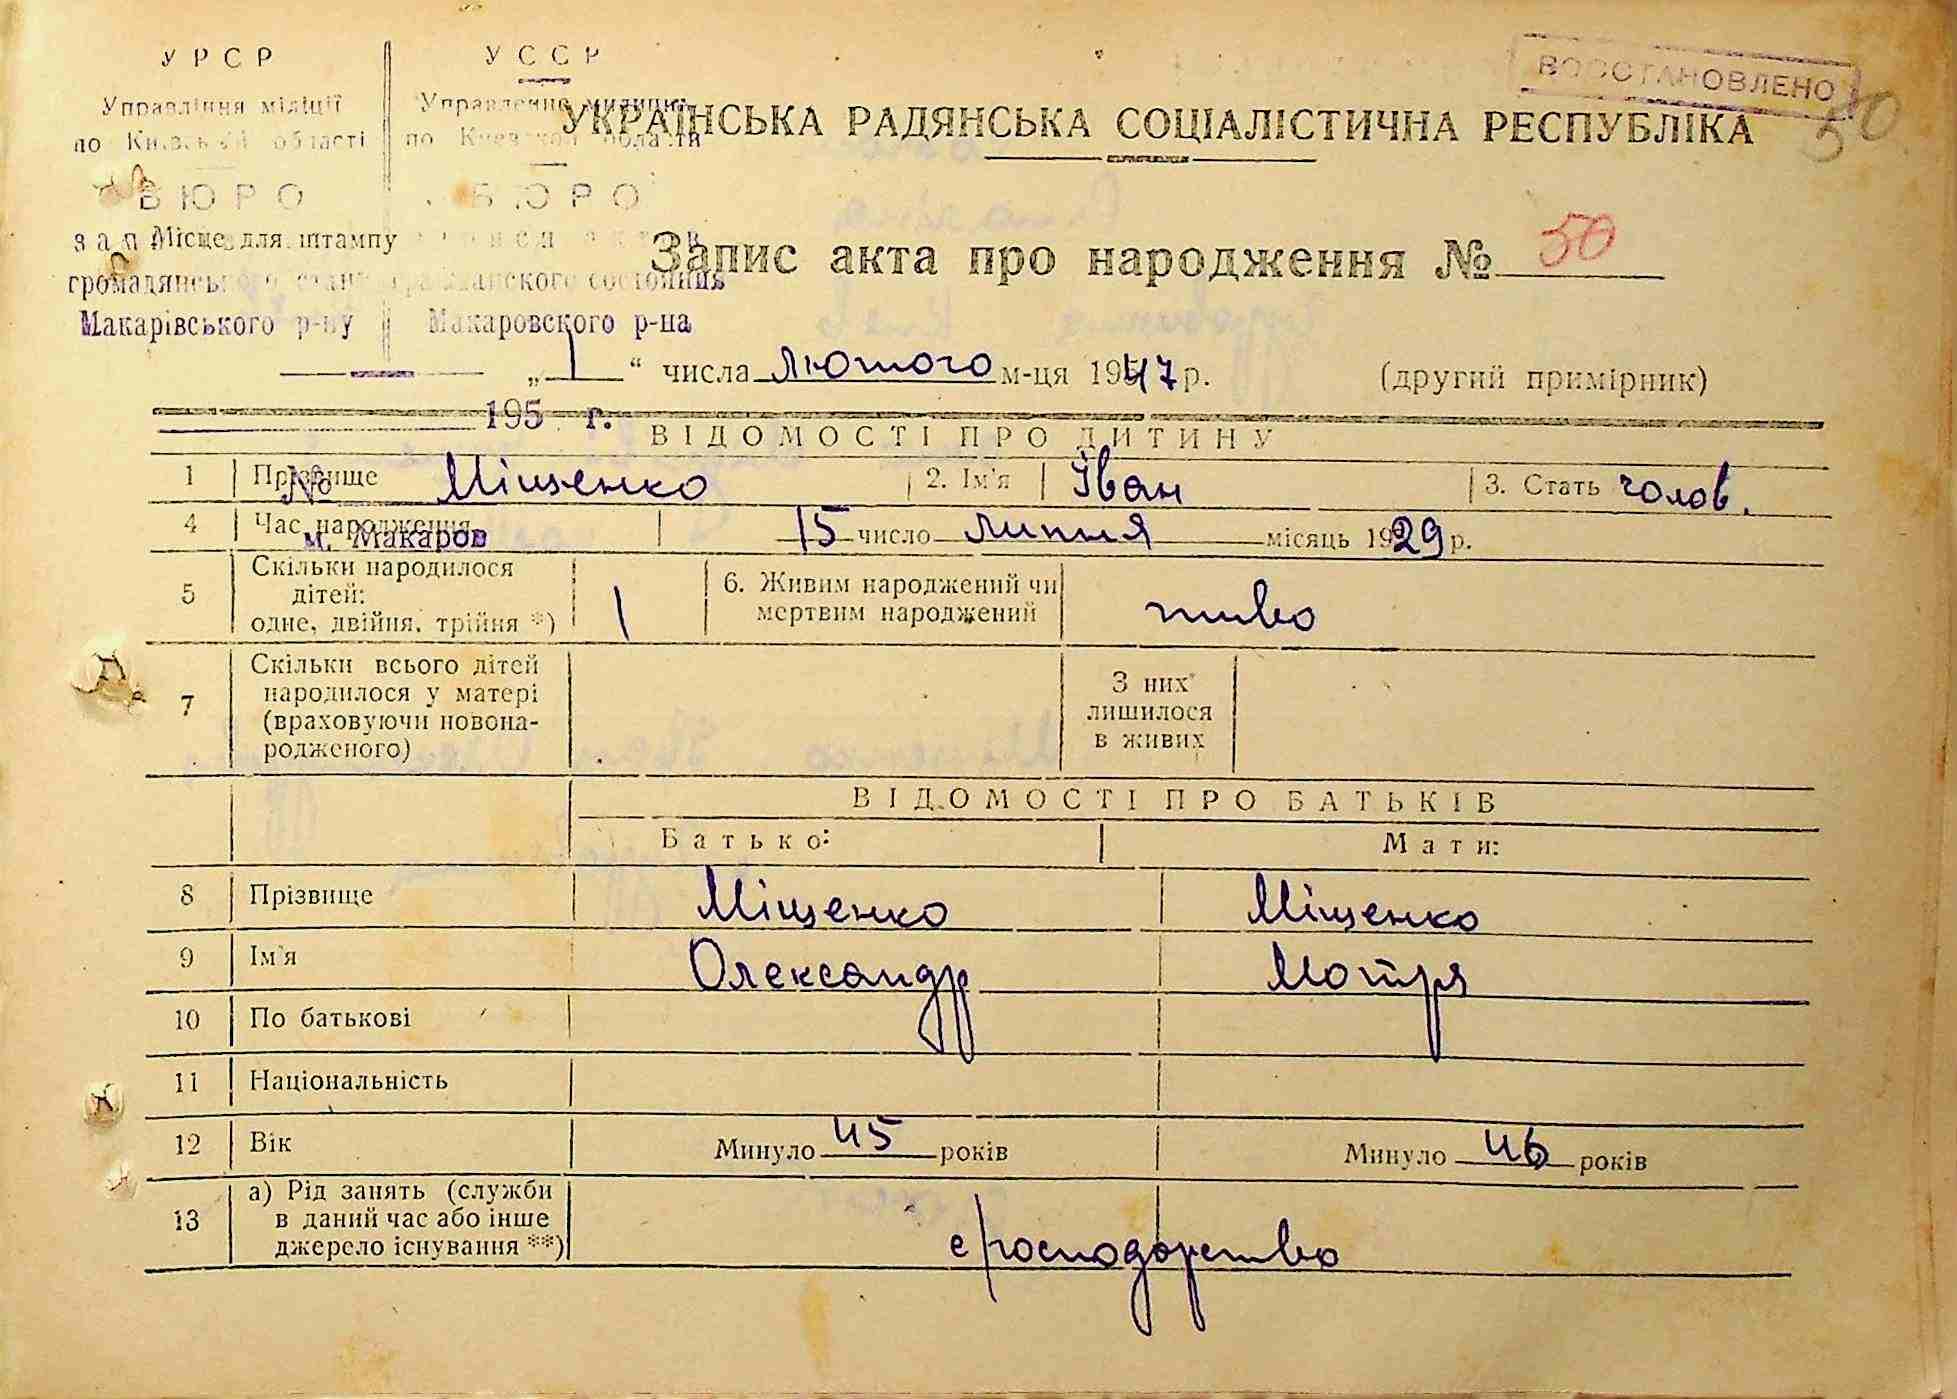 УРСР
Управління міліції
по Київській області
БЮРО
УССР
Управление милиции
по Киевской области
БЮРО
ВОССТАНОВЛЕНО
50
УКРАЇНСЬКА РАДЯНСЬКА СОЦІАЛІСТИЧНА РЕСПУБЛІКА
Місце для штампу
Запис акта про народження № 50
громадянського стану гражданского состояния
Макарівського р-ну Макаровского р-на
„1“ числа лютого м-ця 1947 р. (другий примірник)
195 г.
ВІДОМОСТІ ПРО ДИТИНУ
1 Прізвище Міщенко 2. Ім'я Іван 3. Стать чолов.
№
4 Час народження 15 число липня місяць 1929 р.
м. Макаров
5 Скільки народилося дітей: одне, двійня, трійня *) 1 6. Живим народжений чи мертвим народжений живо
7 Скільки всього дітей народилося у матері (враховуючи новонародженого) З них лишилося в живих
ВІДОМОСТІ ПРО БАТЬКІВ
Батько: Мати:
8 Прізвище Міщенко Міщенко
9 Ім'я Олександр Мотря
10 По батькові
11 Національність
12 Вік Минуло 45 років Минуло 46 років
13 а) Рід занять (служби в даний час або інше джерело існування **) с/господарство